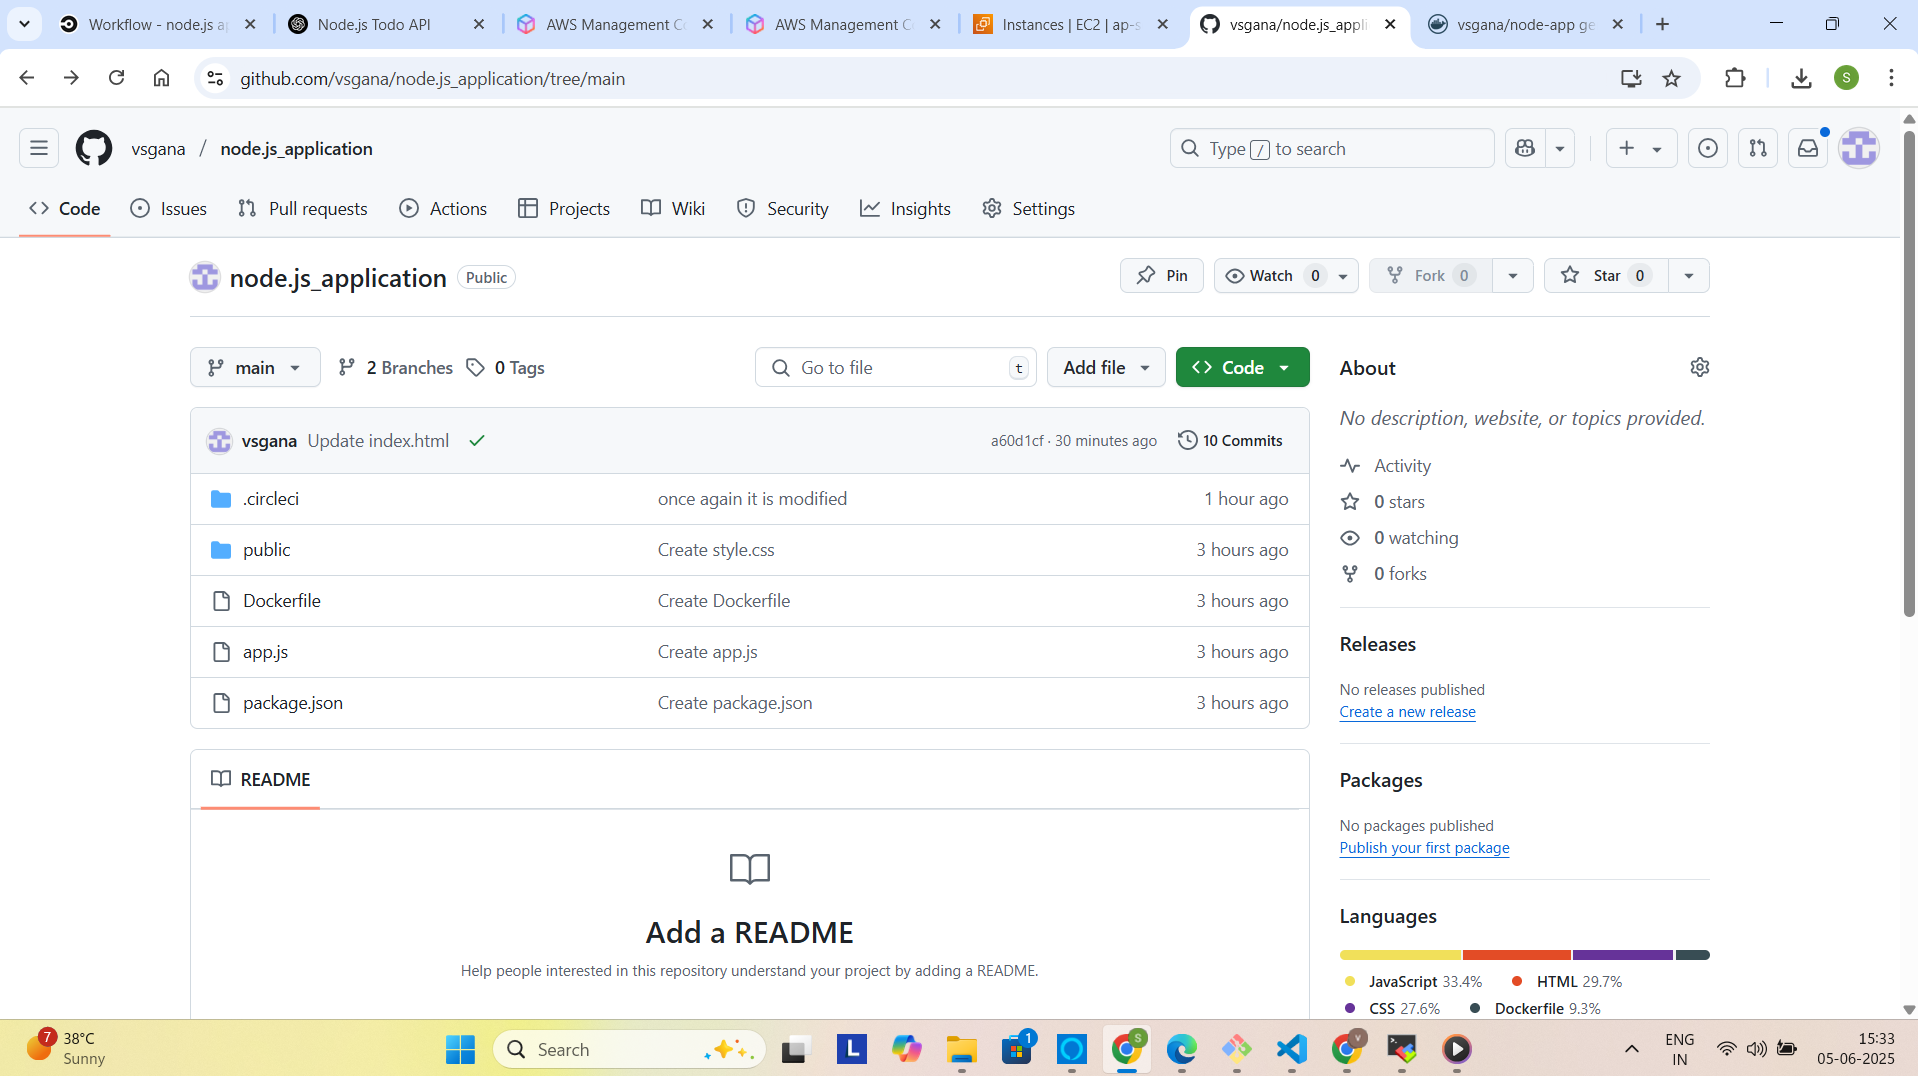 Workflow - node.js a
Node.js Todo API
AWS Management C
AWS Management C
Instances | EC2 | ap-s
vsgana/node.js_appli
vsgana/node-app ge
github.com/vsgana/node.js_application/tree/main
S
vsgana / node.js_application
Type / to search
Code
Issues
Pull requests
Actions
Projects
Wiki
Security
Insights
Settings
node.js_application Public
Pin
Watch 0
Fork 0
Star 0
main
2 Branches
0 Tags
Go to file t
Add file
Code
vsgana Update index.html
a60d1cf · 30 minutes ago
10 Commits
.circleci once again it is modified 1 hour ago
public Create style.css 3 hours ago
Dockerfile Create Dockerfile 3 hours ago
app.js Create app.js 3 hours ago
package.json Create package.json 3 hours ago
README
Add a README
Help people interested in this repository understand your project by adding a README.
About
No description, website, or topics provided.
Activity
0 stars
0 watching
0 forks
Releases
No releases published
Create a new release
Packages
No packages published
Publish your first package
Languages
JavaScript 33.4% HTML 29.7%
CSS 27.6% Dockerfile 9.3%
7
38°C
Sunny
Search
L
1
S
V
ENG
IN
15:33
05-06-2025